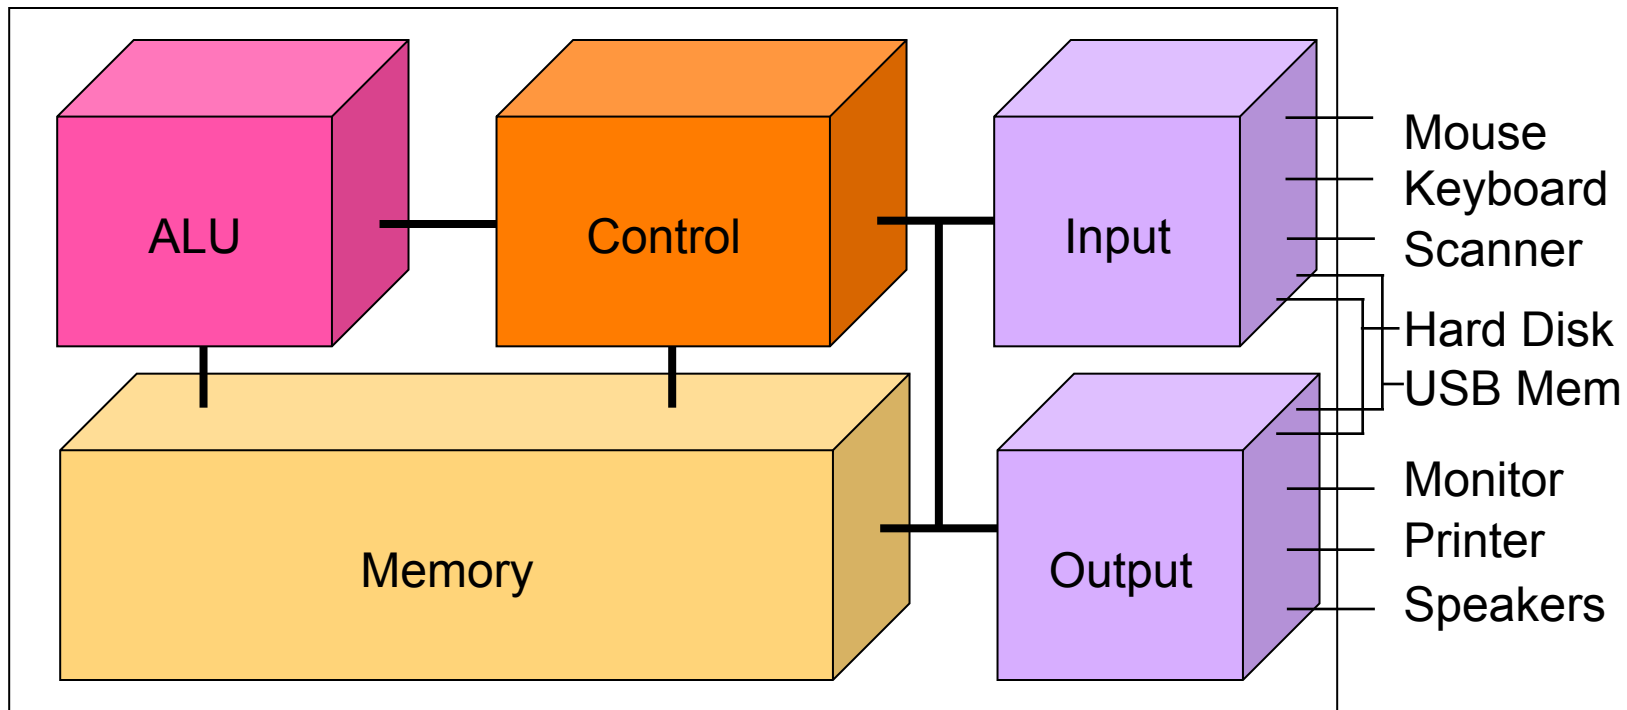 ALU
Control
Input
Mouse
Keyboard
Scanner
Hard Disk
USB Mem
Memory
Output
Monitor
Printer
Speakers